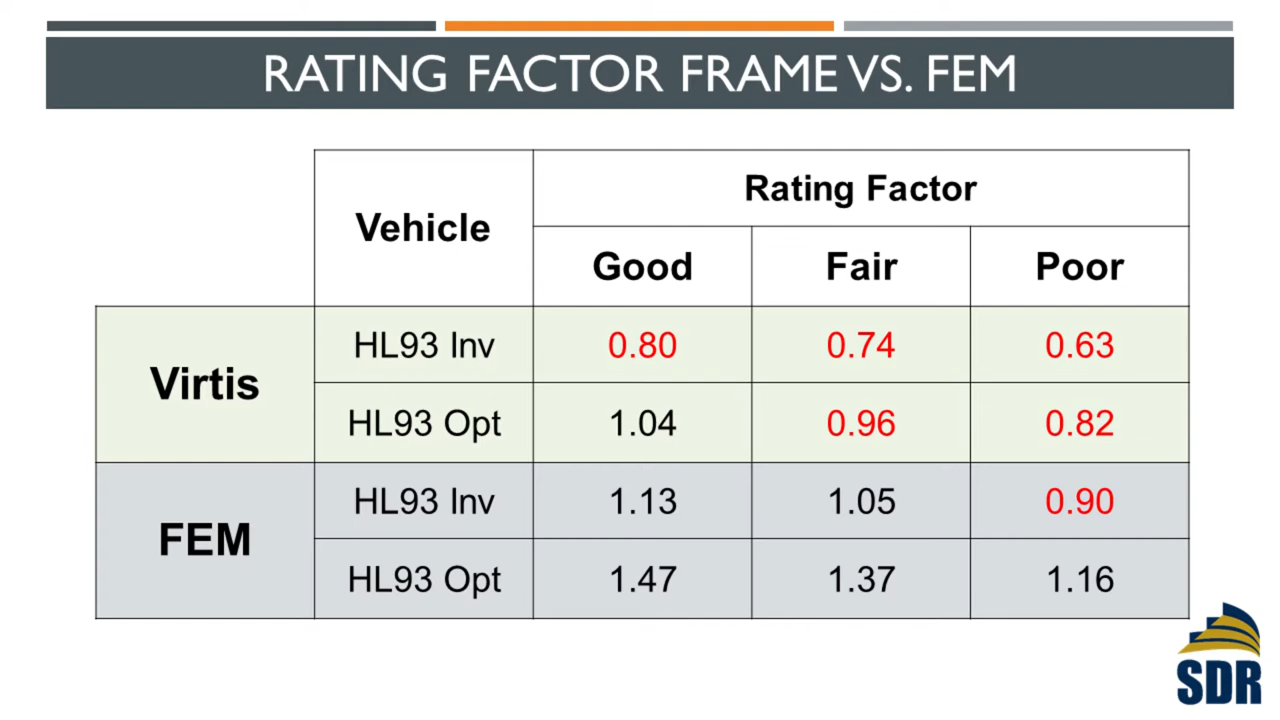 RATING FACTOR FRAME VS. FEM
Vehicle
Rating Factor
Good Fair Poor
Virtis
HL93 Inv 0.80 0.74 0.63
HL93 Opt 1.04 0.96 0.82
FEM
HL93 Inv 1.13 1.05 0.90
HL93 Opt 1.47 1.37 1.16
SDR